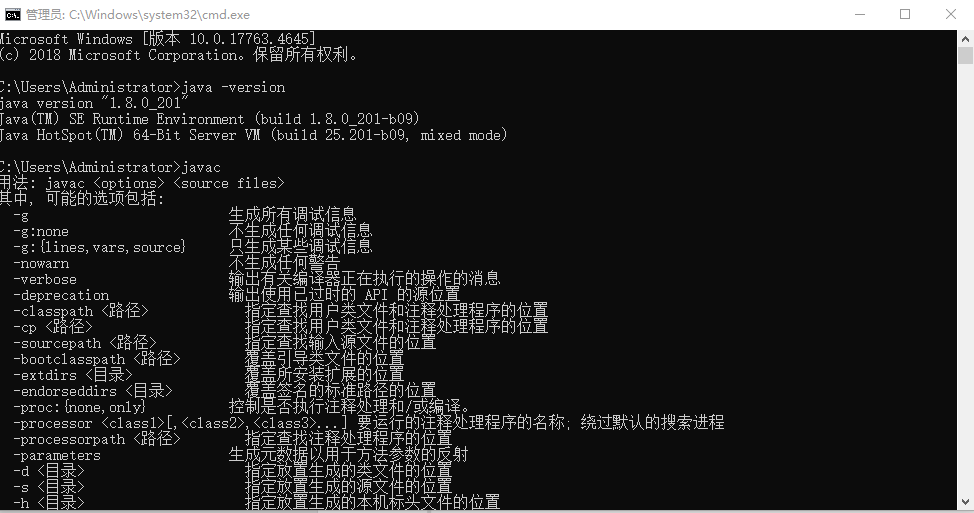 管理员: C:\Windows\system32\cmd.exe
Microsoft Windows [版本 10.0.17763.4645]
(c) 2018 Microsoft Corporation。保留所有权利。
C:\Users\Administrator>java -version
java version "1.8.0_201"
Java(TM) SE Runtime Environment (build 1.8.0_201-b09)
Java HotSpot(TM) 64-Bit Server VM (build 25.201-b09, mixed mode)
C:\Users\Administrator>javac
用法: javac <options> <source files>
其中, 可能的选项包括:
-g 生成所有调试信息
-g:none 不生成任何调试信息
-g:{lines,vars,source} 只生成某些调试信息
-nowarn 不生成任何警告
-verbose 输出有关编译器正在执行的操作的消息
-deprecation 输出使用已过时的 API 的源位置
-classpath <路径> 指定查找用户类文件和注释处理程序的位置
-cp <路径> 指定查找用户类文件和注释处理程序的位置
-sourcepath <路径> 指定查找输入源文件的位置
-bootclasspath <路径> 覆盖引导类文件的位置
-extdirs <目录> 覆盖所安装扩展的位置
-endorseddirs <目录> 覆盖签名的标准路径的位置
-proc:{none,only} 控制是否执行注释处理和/或编译。
-processor <class1>[,<class2>,<class3>...] 要运行的注释处理程序的名称; 绕过默认的搜索进程
-processorpath <路径> 指定查找注释处理程序的位置
-parameters 生成元数据以用于方法参数的反射
-d <目录> 指定放置生成的类文件的位置
-s <目录> 指定放置生成的源文件的位置
-h <目录> 指定放置生成的本机标头文件的位置